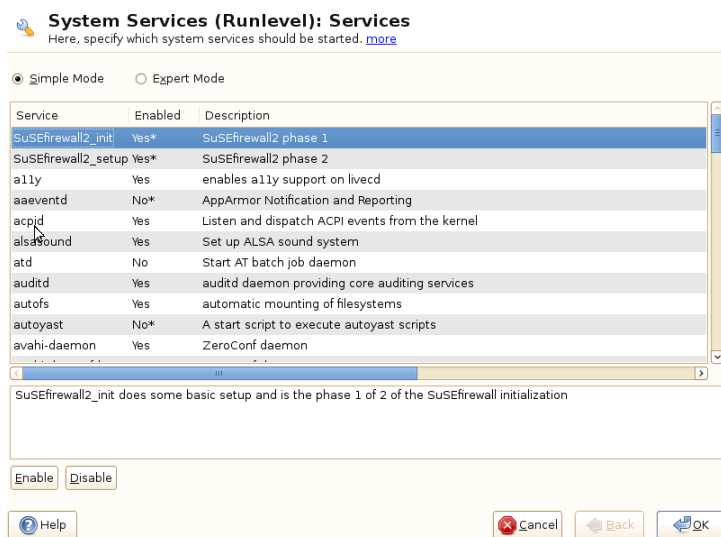 System Services (Runlevel): Services
Here, specify which system services should be started. more
Simple Mode Expert Mode
Service Enabled Description
SuSEfirewall2_init Yes* SuSEfirewall2 phase 1
SuSEfirewall2_setup Yes* SuSEfirewall2 phase 2
a11y Yes enables a11y support on livecd
aaeventd No* AppArmor Notification and Reporting
acpid Yes Listen and dispatch ACPI events from the kernel
alsasound Yes Set up ALSA sound system
atd No Start AT batch job daemon
auditd Yes auditd daemon providing core auditing services
autofs Yes automatic mounting of filesystems
autoyast No* A start script to execute autoyast scripts
avahi-daemon Yes ZeroConf daemon
SuSEfirewall2_init does some basic setup and is the phase 1 of 2 of the SuSEfirewall initialization
Enable Disable
Help Cancel Back OK